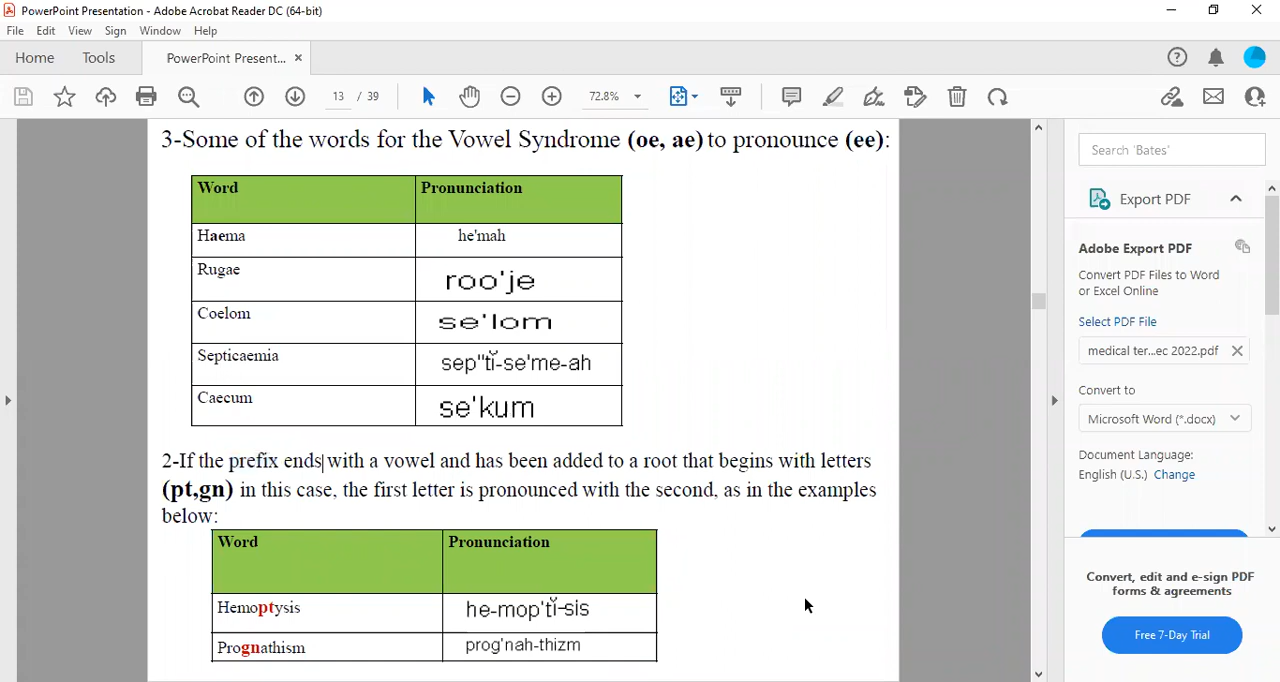 PowerPoint Presentation - Adobe Acrobat Reader DC (64-bit)
File Edit View Sign Window Help
Home Tools PowerPoint Present... ×
13 / 39 72.8%
3-Some of the words for the Vowel Syndrome (oe, ae) to pronounce (ee):
Word Pronunciation
Haema he'mah
Rugae roo'je
Coelom se'lom
Septicaemia sep"tĭ-se'me-ah
Caecum se'kum
2-If the prefix ends with a vowel and has been added to a root that begins with letters
(pt,gn) in this case, the first letter is pronounced with the second, as in the examples
below:
Word Pronunciation
Hemoptysis he-mop'tĭ-sis
Prognathism prog'nah-thizm
Search 'Bates'
Export PDF
Adobe Export PDF
Convert PDF Files to Word
or Excel Online
Select PDF File
medical ter...ec 2022.pdf
Convert to
Microsoft Word (*.docx)
Document Language:
English (U.S.) Change
Convert, edit and e-sign PDF
forms & agreements
Free 7-Day Trial